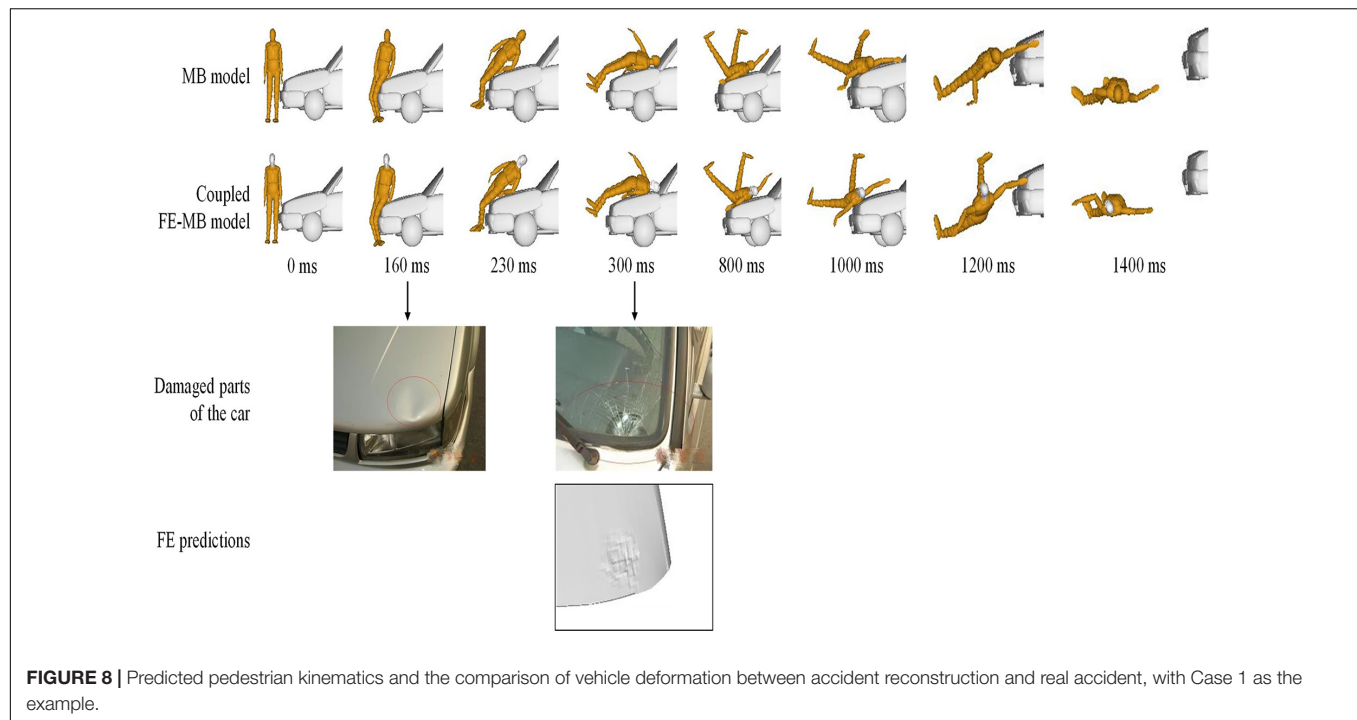 MB model
Coupled
FE-MB model
0 ms 160 ms 230 ms 300 ms 800 ms 1000 ms 1200 ms 1400 ms
Damaged parts
of the car
FE predictions
FIGURE 8 | Predicted pedestrian kinematics and the comparison of vehicle deformation between accident reconstruction and real accident, with Case 1 as the
example.